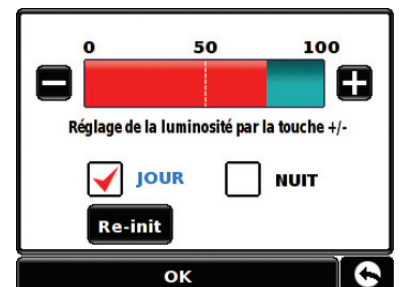 0 50 100
Réglage de la luminosité par la touche +/-
JOUR NUIT
Re-init
OK